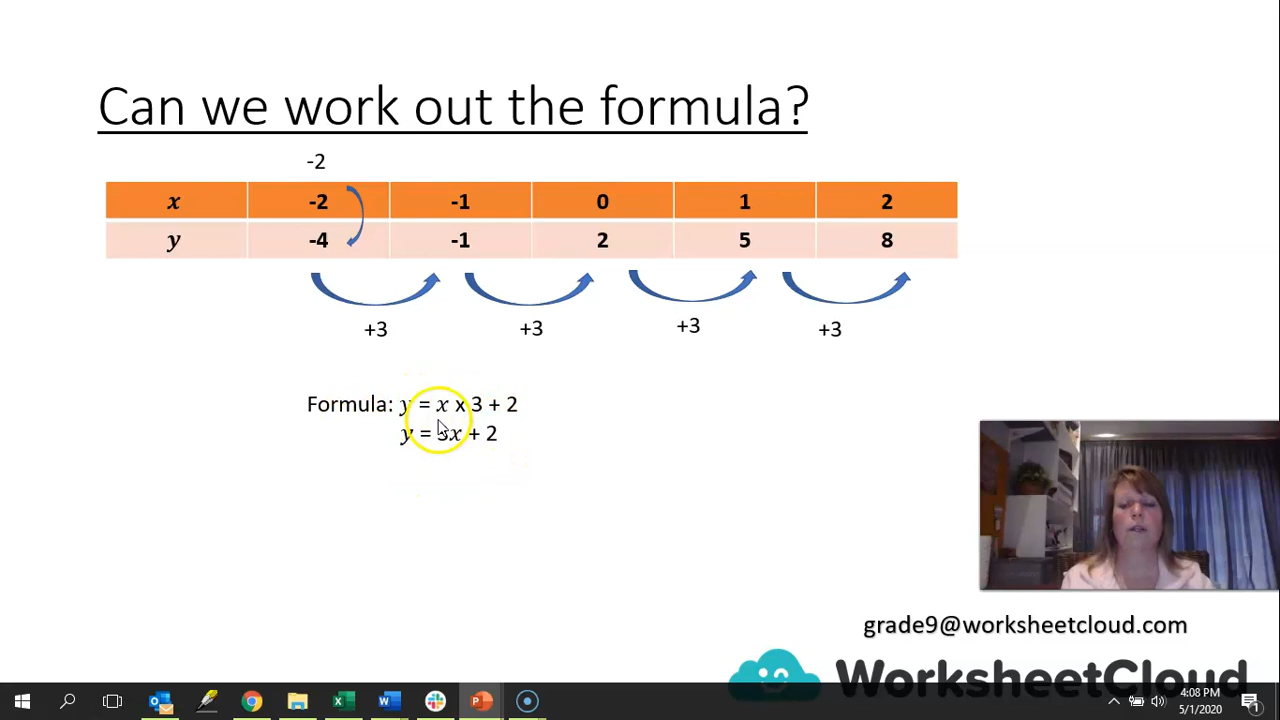 Can we work out the formula?
-2
x -2 -1 0 1 2
y -4 -1 2 5 8
+3 +3 +3 +3
Formula: y = x x 3 + 2
y = 3x + 2
grade9@worksheetcloud.com
WorksheetCloud
4:08 PM
5/1/2020